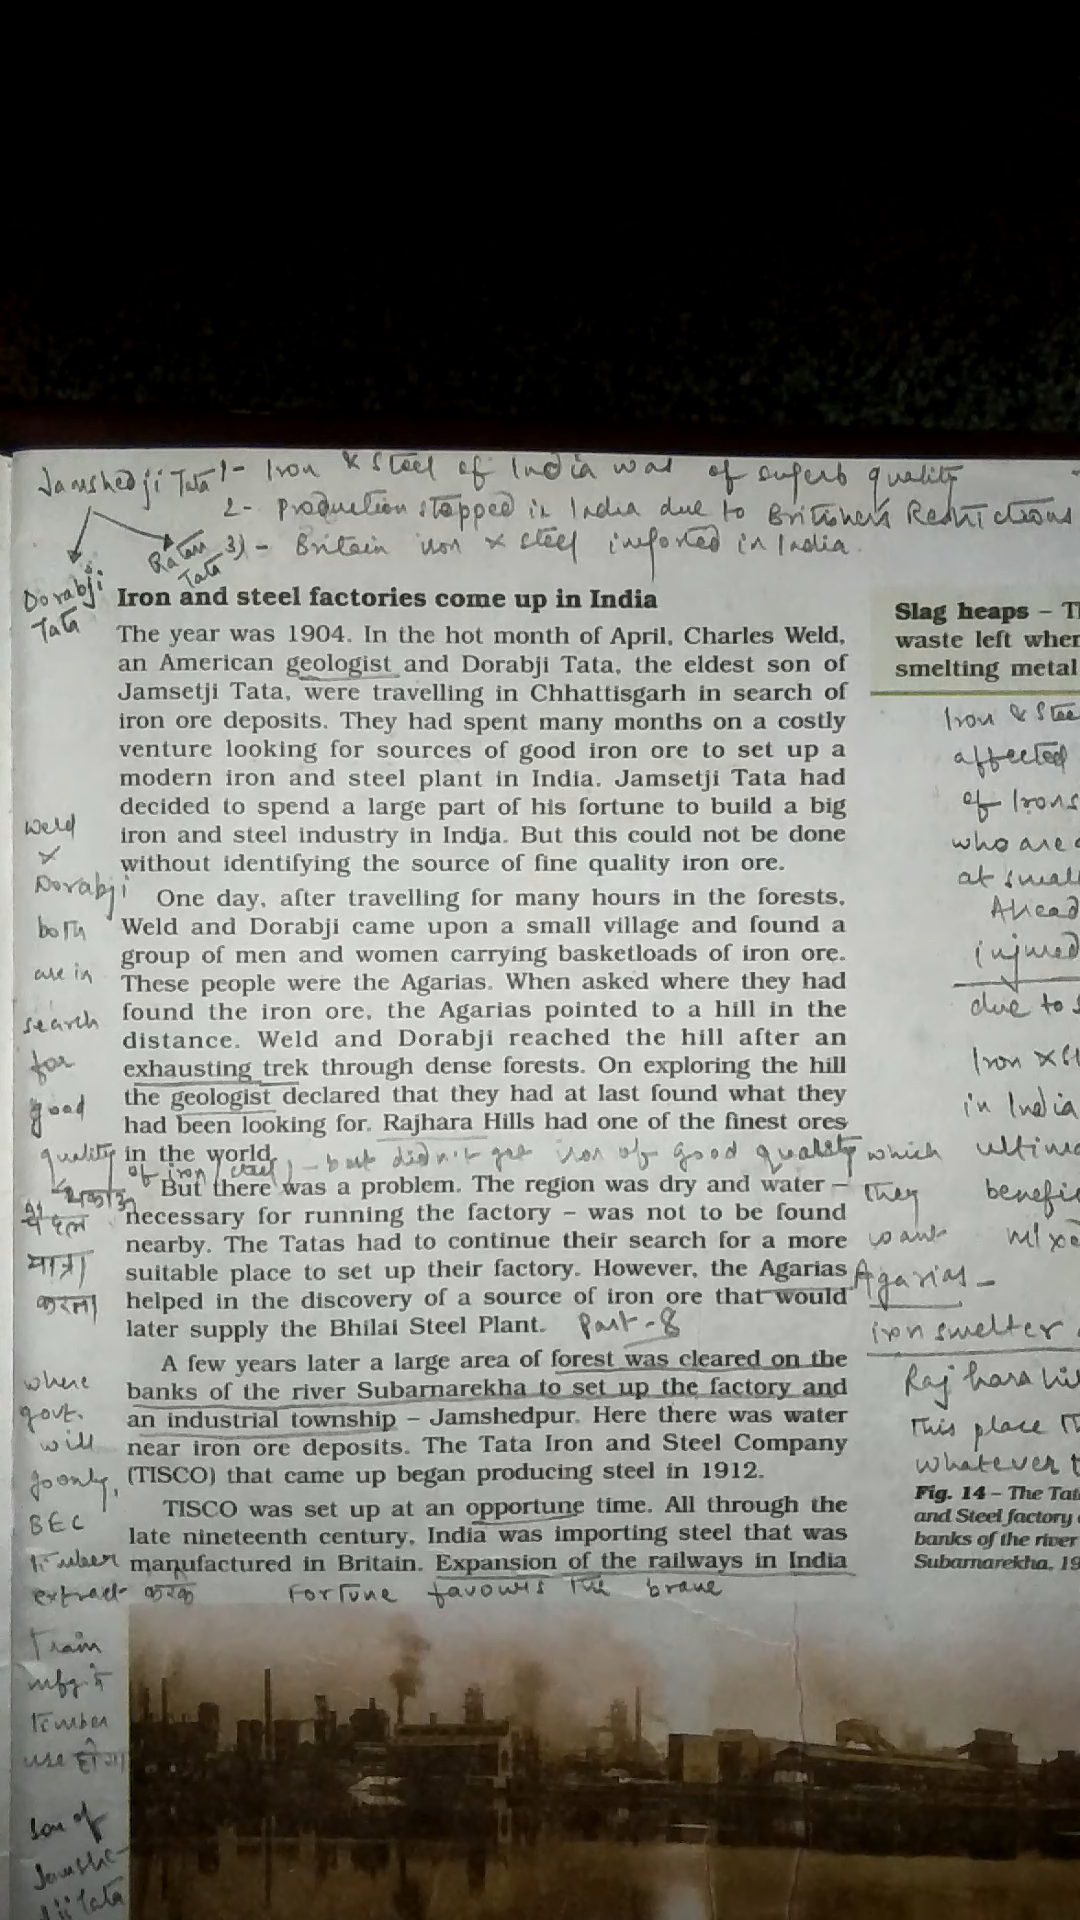 Jamshedji Tata 1- Iron & Steel of India was of superb quality
2- production stopped in India due to Britisher's Restrictions
3)- Britain iron & steel imported in India.
Dorabji
Tata
Ratan
Tata
Iron and steel factories come up in India
The year was 1904. In the hot month of April, Charles Weld,
an American geologist and Dorabji Tata, the eldest son of
Jamsetji Tata, were travelling in Chhattisgarh in search of
iron ore deposits. They had spent many months on a costly
venture looking for sources of good iron ore to set up a
modern iron and steel plant in India. Jamsetji Tata had
decided to spend a large part of his fortune to build a big
iron and steel industry in India. But this could not be done
without identifying the source of fine quality iron ore.
One day, after travelling for many hours in the forests,
Weld and Dorabji came upon a small village and found a
group of men and women carrying basketloads of iron ore.
These people were the Agarias. When asked where they had
found the iron ore, the Agarias pointed to a hill in the
distance. Weld and Dorabji reached the hill after an
exhausting trek through dense forests. On exploring the hill
the geologist declared that they had at last found what they
had been looking for. Rajhara Hills had one of the finest ores
in the world.
of iron - but didn't get iron of good quality which
But there was a problem. The region was dry and water –
necessary for running the factory – was not to be found
nearby. The Tatas had to continue their search for a more
suitable place to set up their factory. However, the Agarias
helped in the discovery of a source of iron ore that would
later supply the Bhilai Steel Plant. Part-8
A few years later a large area of forest was cleared on the
banks of the river Subarnarekha to set up the factory and
an industrial township – Jamshedpur. Here there was water
near iron ore deposits. The Tata Iron and Steel Company
(TISCO) that came up began producing steel in 1912.
TISCO was set up at an opportune time. All through the
late nineteenth century, India was importing steel that was
manufactured in Britain. Expansion of the railways in India
Fortune favours the brave
Weld
&
Dorabji
both
are in
search
for
good
quality
पैदल
यात्रा
करना
where
govt.
will
go only,
BEC
timber
extract करके
Train
mfg में
timber
use होगा
son of
Jamshe-
dji Tata
Slag heaps – 
waste left when
smelting metal
Iron & Stee
affected
of Irons
who are
at small
Ahead
injured
due to
Iron &
in India
they
want
Agarias –
iron smelter
Rajhara
This place
whatever
Fig. 14 – The Tat
and Steel factory
banks of the river
Subarnarekha, 19